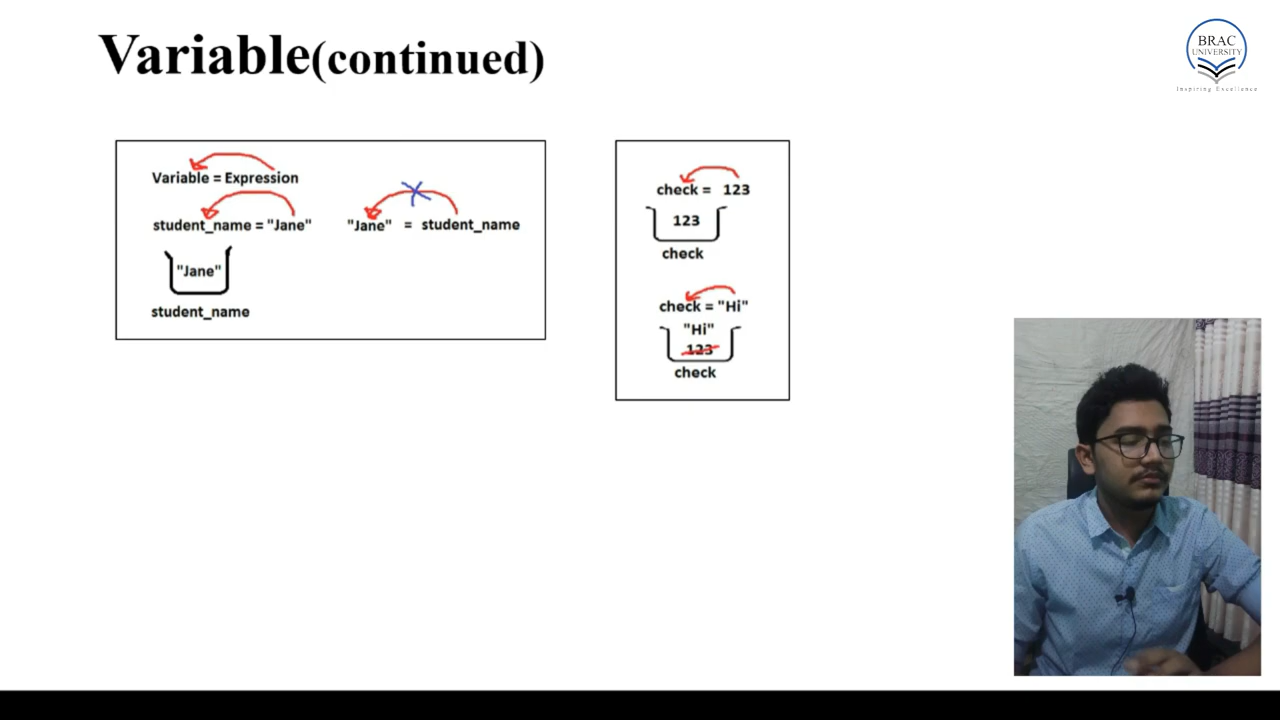 Variable(continued)
BRAC
UNIVERSITY
Inspiring Excellence
Variable = Expression
student_name = "Jane"
"Jane" = student_name
"Jane"
student_name
check = 123
123
check
check = "Hi"
"Hi"
123
check